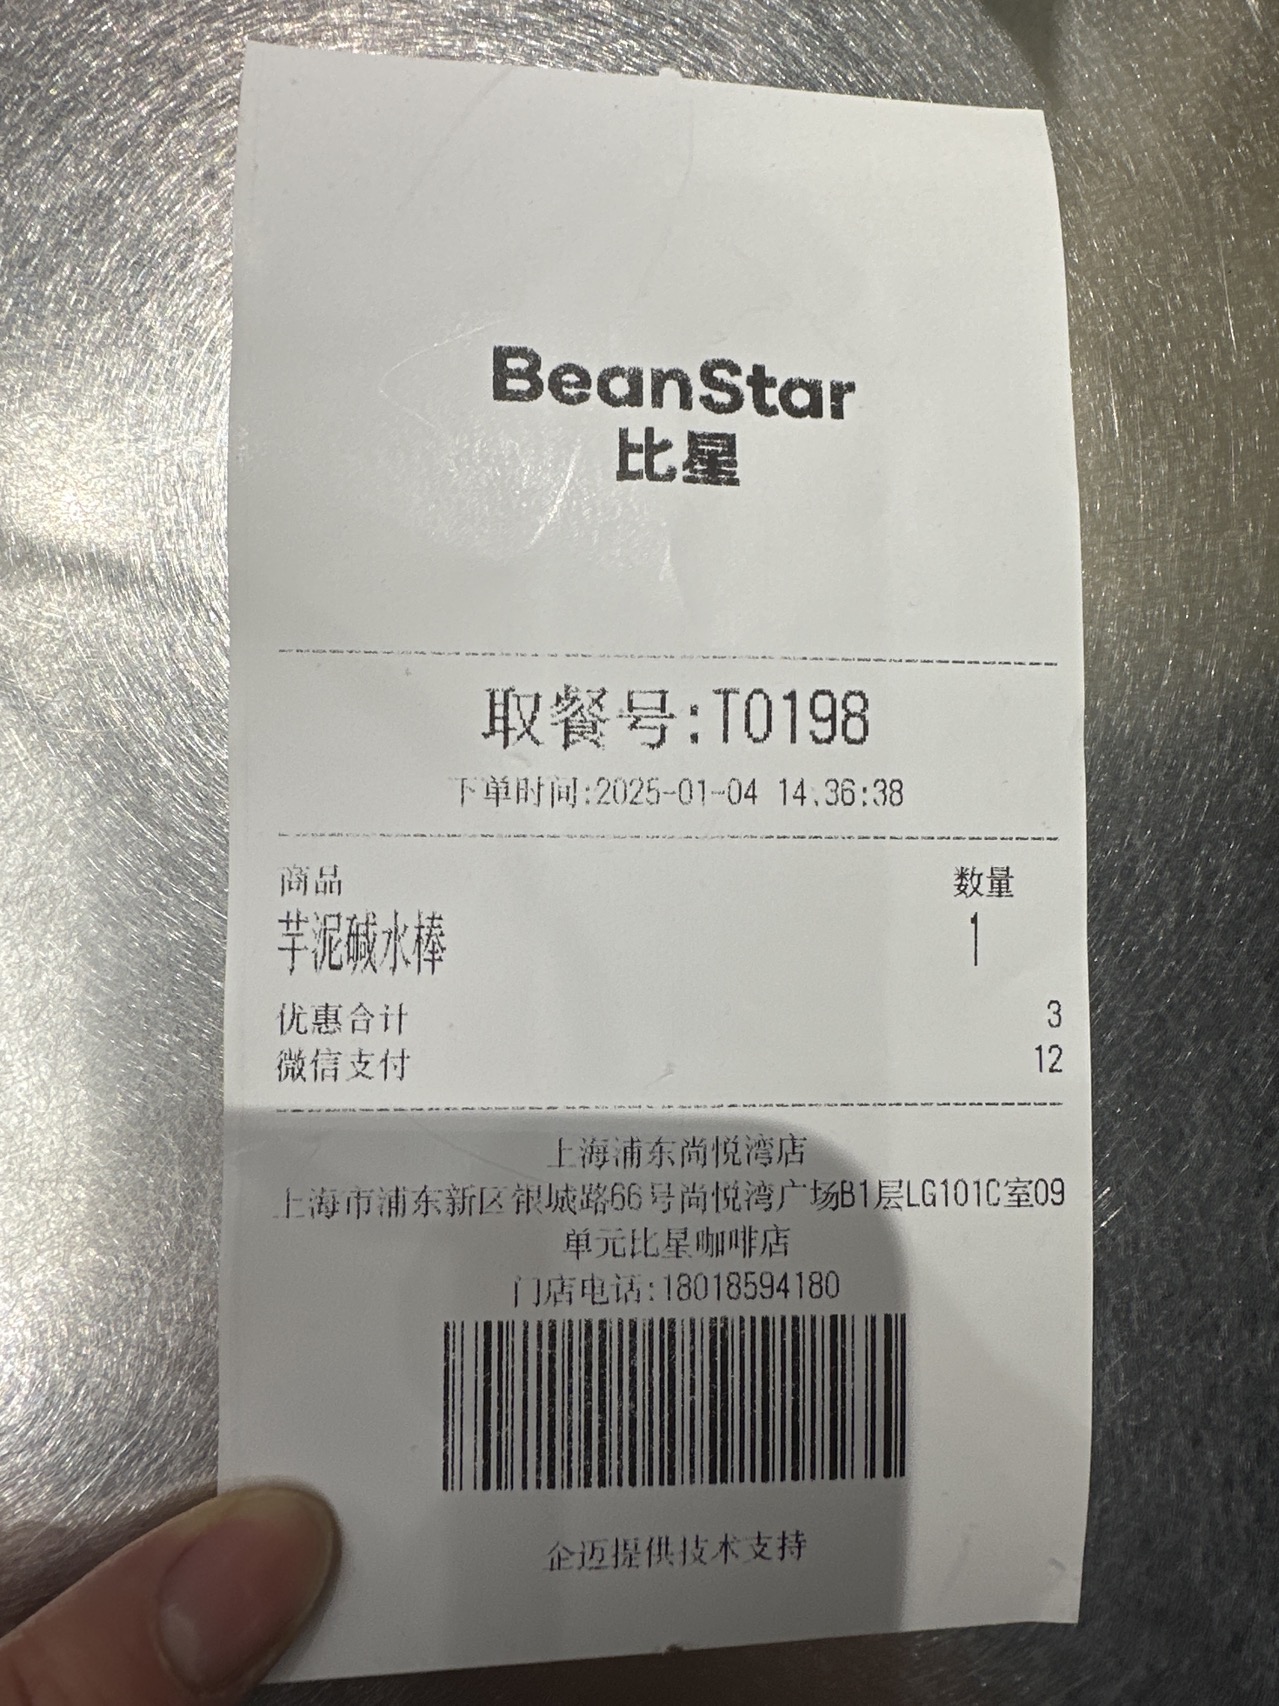 BeanStar
比星
取餐号:T0198
下单时间:2025-01-04 14:36:38
商品 数量
芋泥碱水棒 1
优惠合计 3
微信支付 12
上海浦东尚悦湾店
上海市浦东新区银城路66号尚悦湾广场B1层LG101C室09
单元比星咖啡店
门店电话:18018594180
企迈提供技术支持